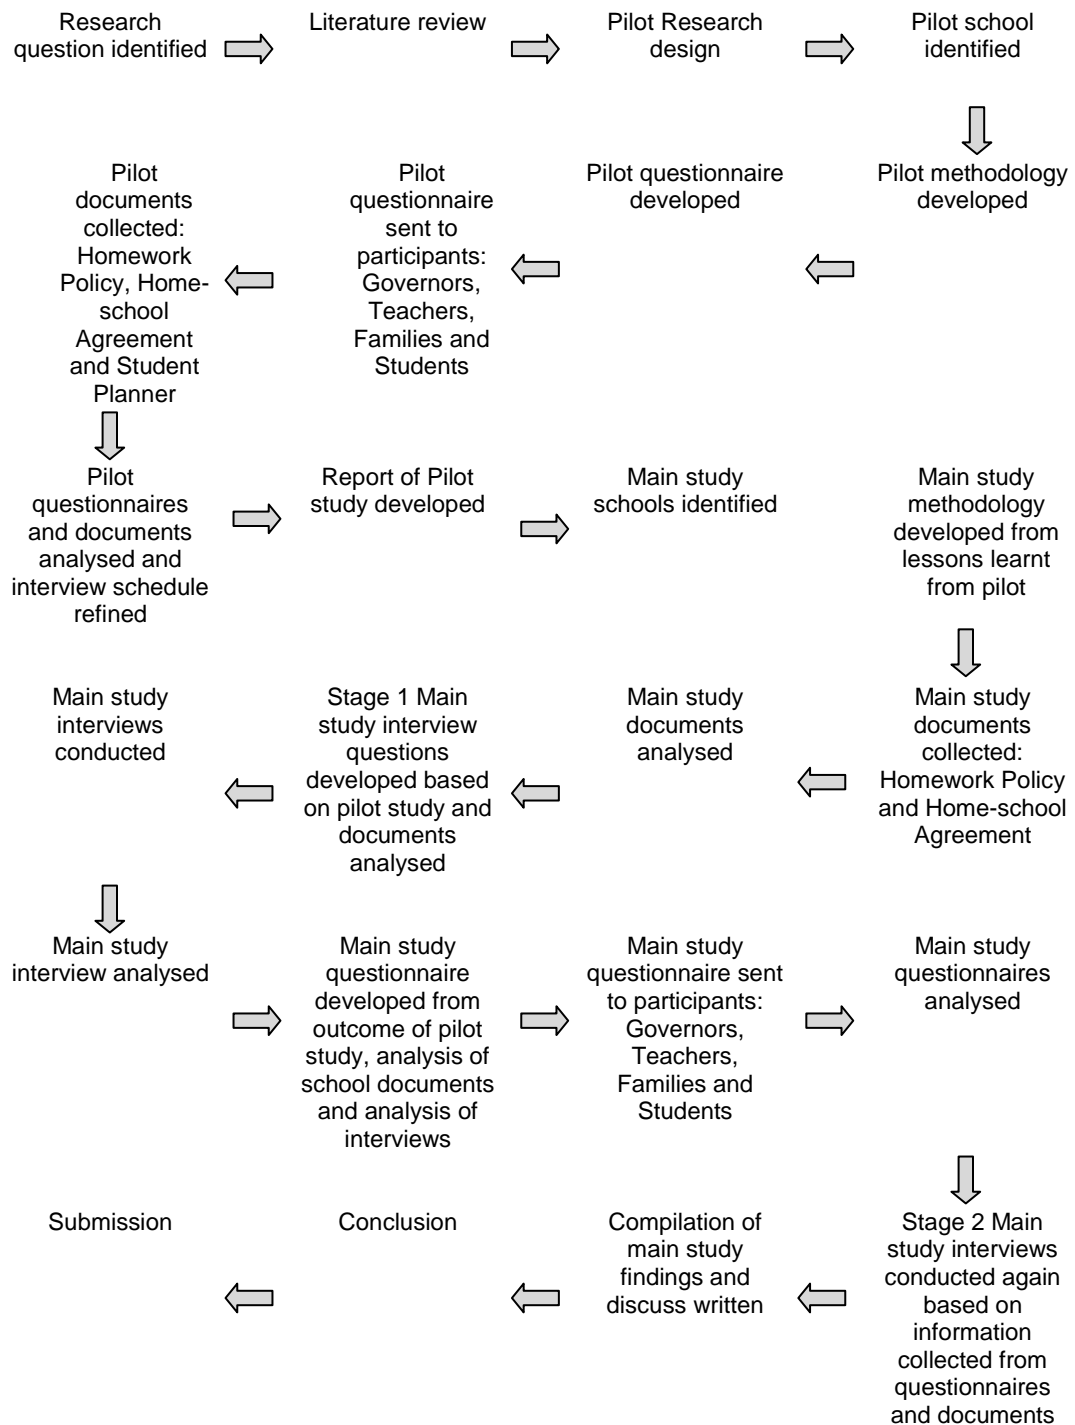 Research
question identified
Literature review
Pilot Research
design
Pilot school
identified
Pilot
documents
collected:
Homework
Policy, Home-
school
Agreement
and Student
Planner
Pilot
questionnaire
sent to
participants:
Governors,
Teachers,
Families and
Students
Pilot questionnaire
developed
Pilot methodology
developed
Pilot
questionnaires
and documents
analysed and
interview schedule
refined
Report of Pilot
study developed
Main study
schools identified
Main study
methodology
developed from
lessons learnt
from pilot
Main study
interviews
conducted
Stage 1 Main
study interview
questions
developed based
on pilot study and
documents
analysed
Main study
documents
analysed
Main study
documents
collected:
Homework Policy
and Home-school
Agreement
Main study
interview analysed
Main study
questionnaire
developed from
outcome of pilot
study, analysis of
school documents
and analysis of
interviews
Main study
questionnaire sent
to participants:
Governors,
Teachers,
Families and
Students
Main study
questionnaires
analysed
Submission
Conclusion
Compilation of
main study
findings and
discuss written
Stage 2 Main
study interviews
conducted again
based on
information
collected from
questionnaires
and documents